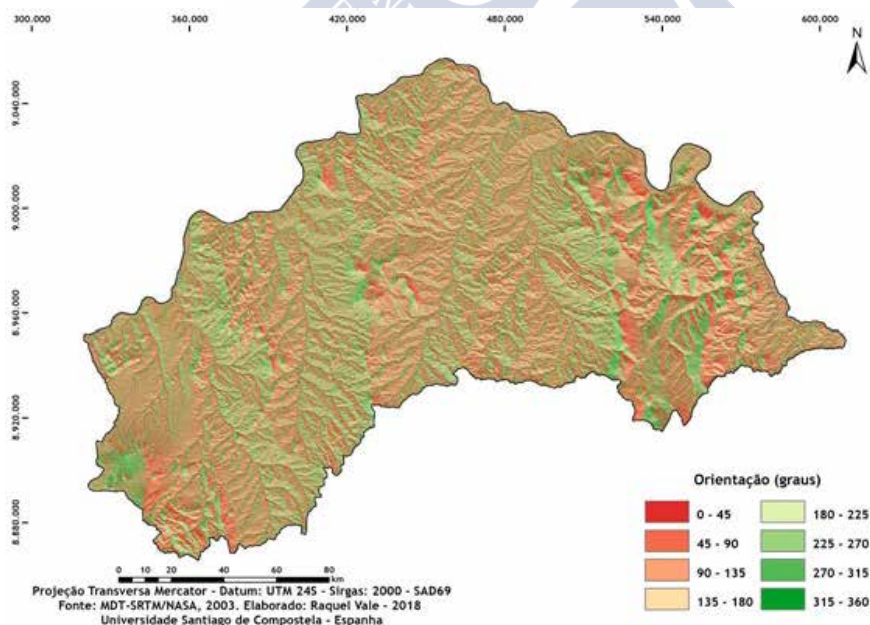 300.000 360.000 420.000 480.000 540.000 600.000
N
9.040.000
9.000.000
8.960.000
8.920.000
8.880.000
Orientação (graus)
0 - 45 180 - 225
45 - 90 225 - 270
90 - 135 270 - 315
135 - 180 315 - 360
0 20 40 60 80
km
Projeção Transversa Mercator - Datum: UTM 24S - Sirgas: 2000 - SAD69
Fonte: MDT-SRTM/NASA, 2003. Elaborado: Raquel Vale - 2018
Universidade Santiago de Compostela - Espanha